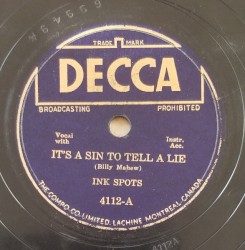 TRADE MARK
DECCA
BROADCASTING PROHIBITED
Vocal with
Instr. Acc.
IT'S A SIN TO TELL A LIE
(Billy Mahew)
INK SPOTS
4112-A
THE COMPO CO. LIMITED, LACHINE MONTREAL CANADA